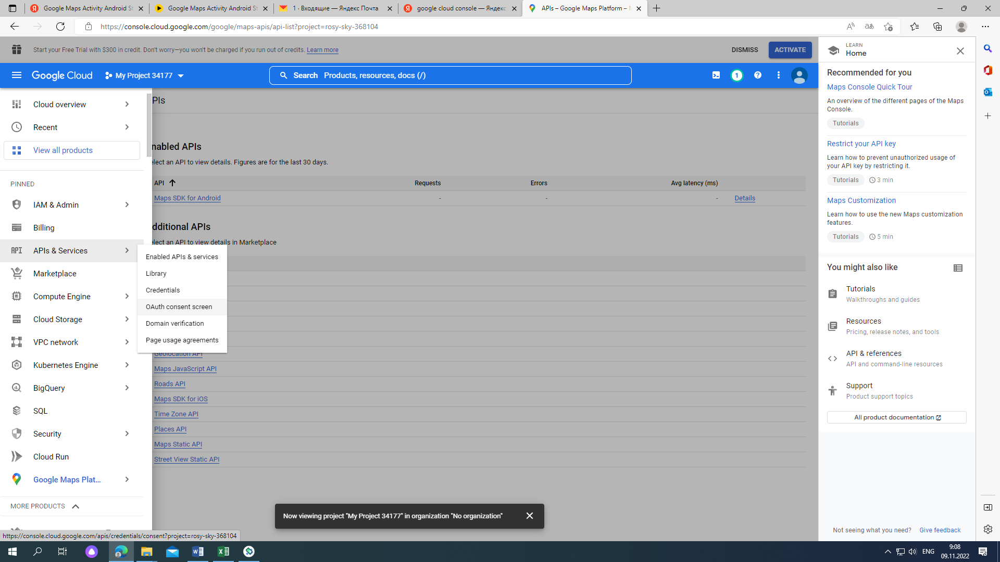 Google Maps Activity Android St
Google Maps Activity Android St
1 · Входящие — Яндекс Почта
google cloud console — Яндекс
APIs – Google Maps Platform –
https://console.cloud.google.com/google/maps-apis/api-list?project=rosy-sky-368104
Start your Free Trial with $300 in credit. Don't worry—you won't be charged if you run out of credits. Learn more
DISMISS
ACTIVATE
Google Cloud
My Project 34177
Search Products, resources, docs (/)
1
Cloud overview
Recent
View all products
PINNED
IAM & Admin
Billing
API
APIs & Services
Marketplace
Compute Engine
Cloud Storage
VPC network
Kubernetes Engine
BigQuery
SQL
Security
Cloud Run
Google Maps Plat...
MORE PRODUCTS
https://console.cloud.google.com/apis/credentials/consent?project=rosy-sky-368104
Enabled APIs & services
Library
Credentials
OAuth consent screen
Domain verification
Page usage agreements
PIs
nabled APIs
elect an API to view details. Figures are for the last 30 days.
API Requests Errors Avg latency (ms)
Maps SDK for Android - - - Details
dditional APIs
elect an API to view details in Marketplace
Geolocation API
Maps JavaScript API
Roads API
Maps SDK for iOS
Time Zone API
Places API
Maps Static API
Street View Static API
Now viewing project "My Project 34177" in organization "No organization"
LEARN
Home
Recommended for you
Maps Console Quick Tour
An overview of the different pages of the Maps
Console.
Tutorials
Restrict your API key
Learn how to prevent unauthorized usage of
your API key by restricting it.
Tutorials 3 min
Maps Customization
Learn how to use the new Maps customization
features.
Tutorials 5 min
You might also like
Tutorials
Walkthroughs and guides
Resources
Pricing, release notes, and tools
API & references
API and command-line resources
Support
Product support topics
All product documentation
Not seeing what you need? Give feedback
ENG
9:08
09.11.2022